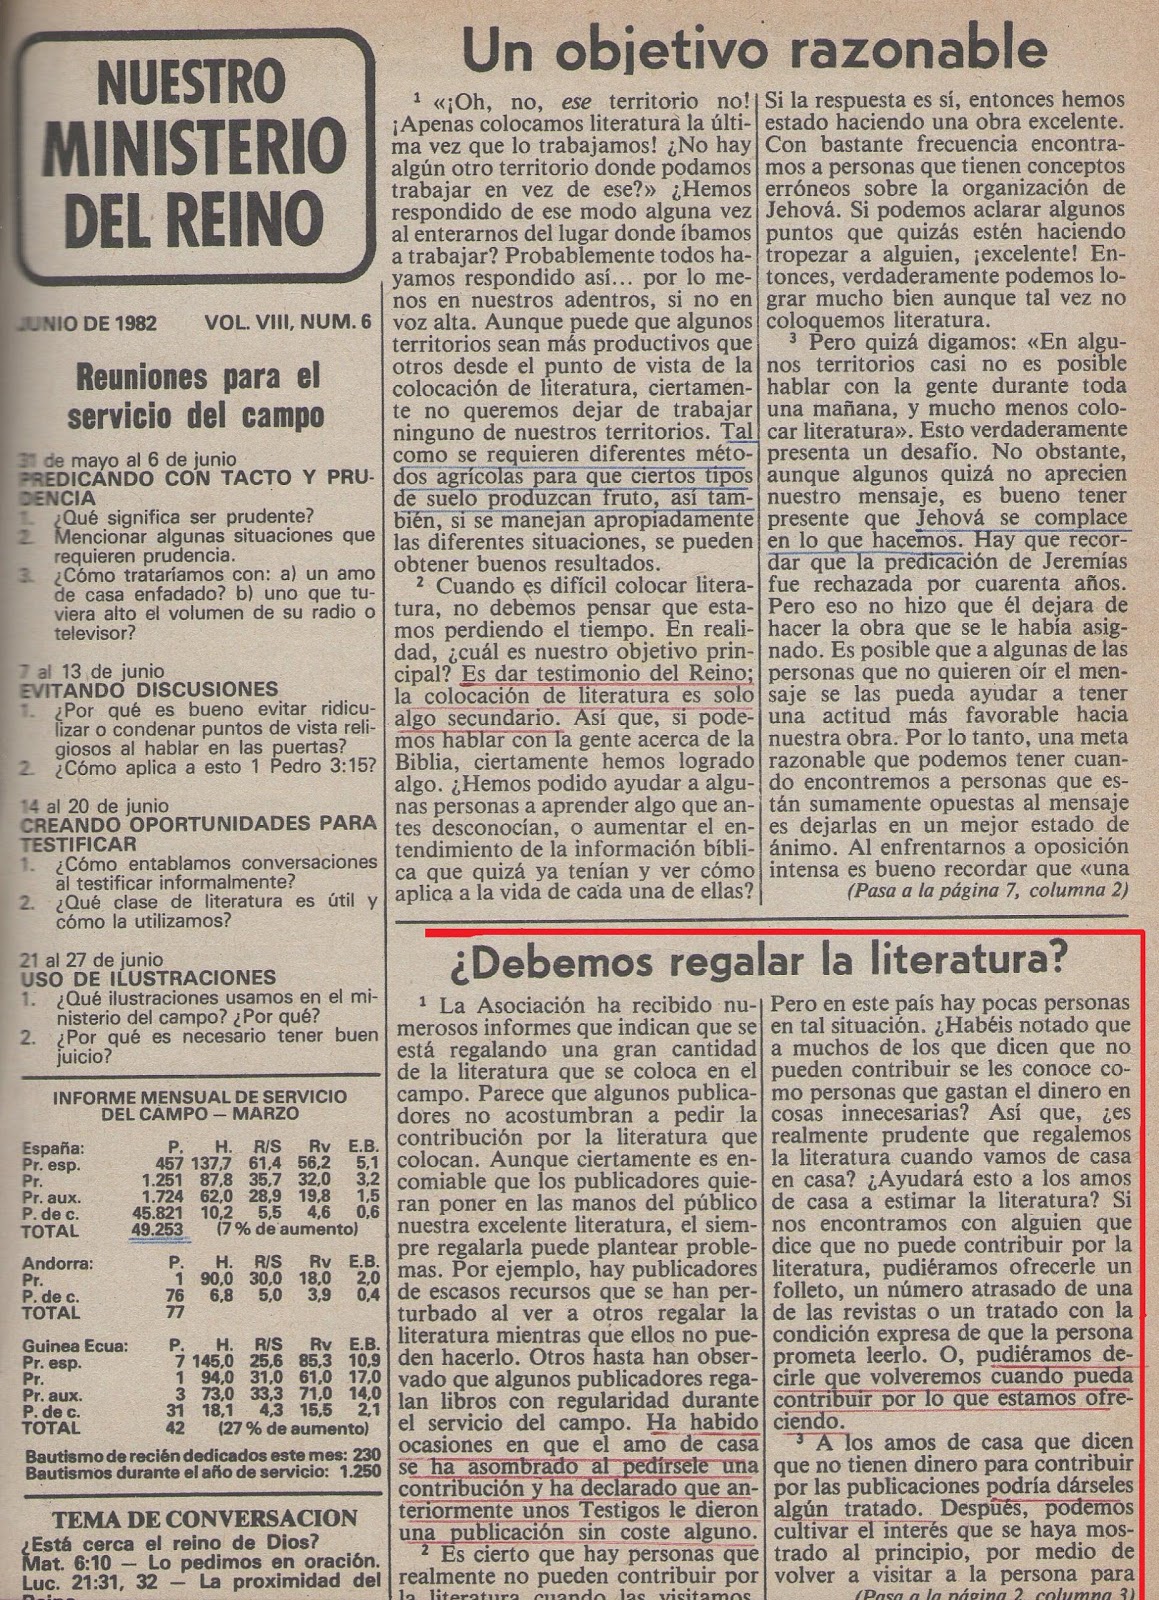 NUESTRO
MINISTERIO
DEL REINO
JUNIO DE 1982 VOL. VIII, NUM. 6
Reuniones para el
servicio del campo
31 de mayo al 6 de junio
PREDICANDO CON TACTO Y PRU-
DENCIA
1. ¿Qué significa ser prudente?
2. Mencionar algunas situaciones que
requieren prudencia.
3. ¿Cómo trataríamos con: a) un amo
de casa enfadado? b) uno que tu-
viera alto el volumen de su radio o
televisor?
7 al 13 de junio
EVITANDO DISCUSIONES
1. ¿Por qué es bueno evitar ridicu-
lizar o condenar puntos de vista reli-
giosos al hablar en las puertas?
2. ¿Cómo aplica a esto 1 Pedro 3:15?
14 al 20 de junio
CREANDO OPORTUNIDADES PARA
TESTIFICAR
1. ¿Cómo entablamos conversaciones
al testificar informalmente?
2. ¿Qué clase de literatura es útil y
cómo la utilizamos?
21 al 27 de junio
USO DE ILUSTRACIONES
1. ¿Qué ilustraciones usamos en el mi-
nisterio del campo? ¿Por qué?
2. ¿Por qué es necesario tener buen
juicio?
INFORME MENSUAL DE SERVICIO
DEL CAMPO — MARZO
España: P. H. R/S Rv E.B.
Pr. esp. 457 137,7 61,4 56,2 5,1
Pr. 1.251 87,8 35,7 32,0 3,2
Pr. aux. 1.724 62,0 28,9 19,8 1,5
P. de c. 45.821 10,2 5,5 4,6 0,6
TOTAL 49.253 (7 % de aumento)
Andorra: P. H. R/S Rv E.B.
Pr. 1 90,0 30,0 18,0 2,0
P. de c. 76 6,8 5,0 3,9 0,4
TOTAL 77
Guinea Ecua: P. H. R/S Rv E.B.
Pr. esp. 7 145,0 25,6 85,3 10,9
Pr. 1 94,0 31,0 61,0 17,0
Pr. aux. 3 73,0 33,3 71,0 14,0
P. de c. 31 18,1 4,3 15,5 2,1
TOTAL 42 (27 % de aumento)
Bautismo de recién dedicados este mes: 230
Bautismos durante el año de servicio: 1.250
TEMA DE CONVERSACION
¿Está cerca el reino de Dios?
Mat. 6:10 — Lo pedimos en oración.
Luc. 21:31, 32 — La proximidad del
Reino
Un objetivo razonable
1 «¡Oh, no, ese territorio no!
¡Apenas colocamos literatura la últi-
ma vez que lo trabajamos! ¿No hay
algún otro territorio donde podamos
trabajar en vez de ese?» ¿Hemos
respondido de ese modo alguna vez
al enterarnos del lugar donde íbamos
a trabajar? Probablemente todos ha-
yamos respondido así... por lo me-
nos en nuestros adentros, si no en
voz alta. Aunque puede que algunos
territorios sean más productivos que
otros desde el punto de vista de la
colocación de literatura, ciertamen-
te no queremos dejar de trabajar
ninguno de nuestros territorios. Tal
como se requieren diferentes méto-
dos agrícolas para que ciertos tipos
de suelo produzcan fruto, así tam-
bién, si se manejan apropiadamente
las diferentes situaciones, se pueden
obtener buenos resultados.
2 Cuando es difícil colocar litera-
tura, no debemos pensar que esta-
mos perdiendo el tiempo. En reali-
dad, ¿cuál es nuestro objetivo prin-
cipal? Es dar testimonio del Reino;
la colocación de literatura es solo
algo secundario. Así que, si pode-
mos hablar con la gente acerca de la
Biblia, ciertamente hemos logrado
algo. ¿Hemos podido ayudar a algu-
nas personas a aprender algo que an-
tes desconocían, o aumentar el en-
tendimiento de la información bíbli-
ca que quizá ya tenían y ver cómo
aplica a la vida de cada una de ellas?
Si la respuesta es sí, entonces hemos
estado haciendo una obra excelente.
Con bastante frecuencia encontra-
mos a personas que tienen conceptos
erróneos sobre la organización de
Jehová. Si podemos aclarar algunos
puntos que quizás estén haciendo
tropezar a alguien, ¡excelente! En-
tonces, verdaderamente podemos lo-
grar mucho bien aunque tal vez no
coloquemos literatura.
3 Pero quizá digamos: «En algu-
nos territorios casi no es posible
hablar con la gente durante toda
una mañana, y mucho menos colo-
car literatura». Esto verdaderamente
presenta un desafío. No obstante,
aunque algunos quizá no aprecien
nuestro mensaje, es bueno tener
presente que Jehová se complace
en lo que hacemos. Hay que recor-
dar que la predicación de Jeremías
fue rechazada por cuarenta años.
Pero eso no hizo que él dejara de
hacer la obra que se le había asig-
nado. Es posible que a algunas de las
personas que no quieren oír el men-
saje se las pueda ayudar a tener
una actitud más favorable hacia
nuestra obra. Por lo tanto, una meta
razonable que podemos tener cuan-
do encontremos a personas que es-
tán sumamente opuestas al mensaje
es dejarlas en un mejor estado de
ánimo. Al enfrentarnos a oposición
intensa es bueno recordar que «una
(Pasa a la página 7, columna 2)
¿Debemos regalar la literatura?
1 La Asociación ha recibido nu-
merosos informes que indican que se
está regalando una gran cantidad
de la literatura que se coloca en el
campo. Parece que algunos publica-
dores no acostumbran a pedir la
contribución por la literatura que
colocan. Aunque ciertamente es en-
comiable que los publicadores quie-
ran poner en las manos del público
nuestra excelente literatura, el siem-
pre regalarla puede plantear proble-
mas. Por ejemplo, hay publicadores
de escasos recursos que se han per-
turbado al ver a otros regalar la
literatura mientras que ellos no pue-
den hacerlo. Otros hasta han obser-
vado que algunos publicadores rega-
lan libros con regularidad durante
el servicio del campo. Ha habido
ocasiones en que el amo de casa
se ha asombrado al pedírsele una
contribución y ha declarado que an-
teriormente unos Testigos le dieron
una publicación sin coste alguno.
2 Es cierto que hay personas que
realmente no pueden contribuir por
la literatura cuando las visitamos.
Pero en este país hay pocas personas
en tal situación. ¿Habéis notado que
a muchos de los que dicen que no
pueden contribuir se les conoce co-
mo personas que gastan el dinero en
cosas innecesarias? Así que, ¿es
realmente prudente que regalemos
la literatura cuando vamos de casa
en casa? ¿Ayudará esto a los amos
de casa a estimar la literatura? Si
nos encontramos con alguien que
dice que no puede contribuir por la
literatura, pudiéramos ofrecerle un
folleto, un número atrasado de una
de las revistas o un tratado con la
condición expresa de que la persona
prometa leerlo. O, pudiéramos de-
cirle que volveremos cuando pueda
contribuir por lo que estamos ofre-
ciendo.
3 A los amos de casa que dicen
que no tienen dinero para contribuir
por las publicaciones podría dárseles
algún tratado. Después, podemos
cultivar el interés que se haya mos-
trado al principio, por medio de
volver a visitar a la persona para
(Pasa a la página 2, columna 3)